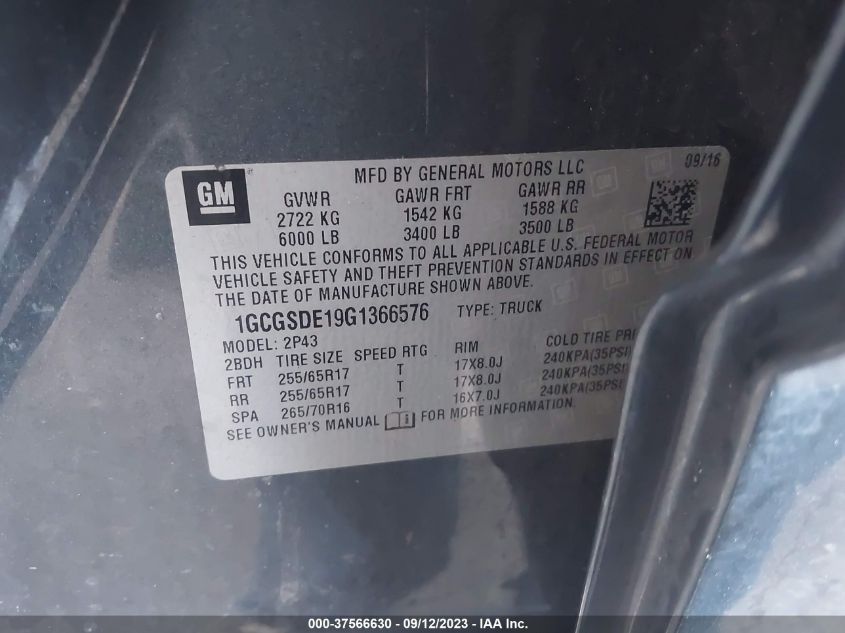 MFD BY GENERAL MOTORS LLC 09/16
GM
GVWR GAWR FRT GAWR RR
2722 KG 1542 KG 1588 KG
6000 LB 3400 LB 3500 LB
THIS VEHICLE CONFORMS TO ALL APPLICABLE U.S. FEDERAL MOTOR
VEHICLE SAFETY AND THEFT PREVENTION STANDARDS IN EFFECT ON
THE DATE OF MANUFACTURE SHOWN ABOVE.
1GCGSDE19G1366576 TYPE: TRUCK
MODEL: 2P43
2BDH TIRE SIZE SPEED RTG RIM COLD TIRE
FRT 255/65R17 T 17X8.0J 240KPA(35PSI)
RR 255/65R17 T 17X8.0J 240KPA(35PSI)
SPA 265/70R16 T 16X7.0J 240KPA(35PSI)
SEE OWNER'S MANUAL FOR MORE INFORMATION.
000-37566630 - 09/12/2023 - IAA Inc.